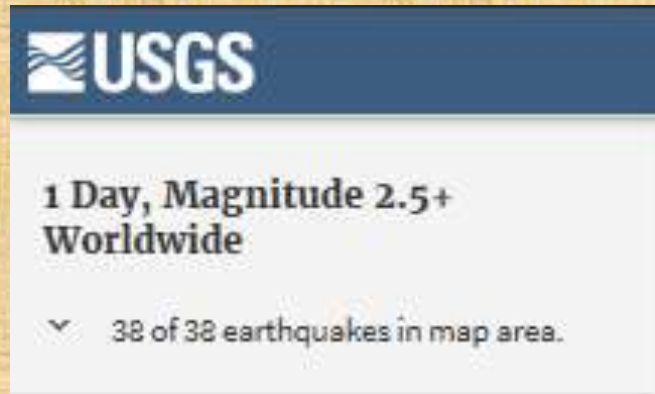 USGS
1 Day, Magnitude 2.5+
Worldwide
38 of 38 earthquakes in map area.